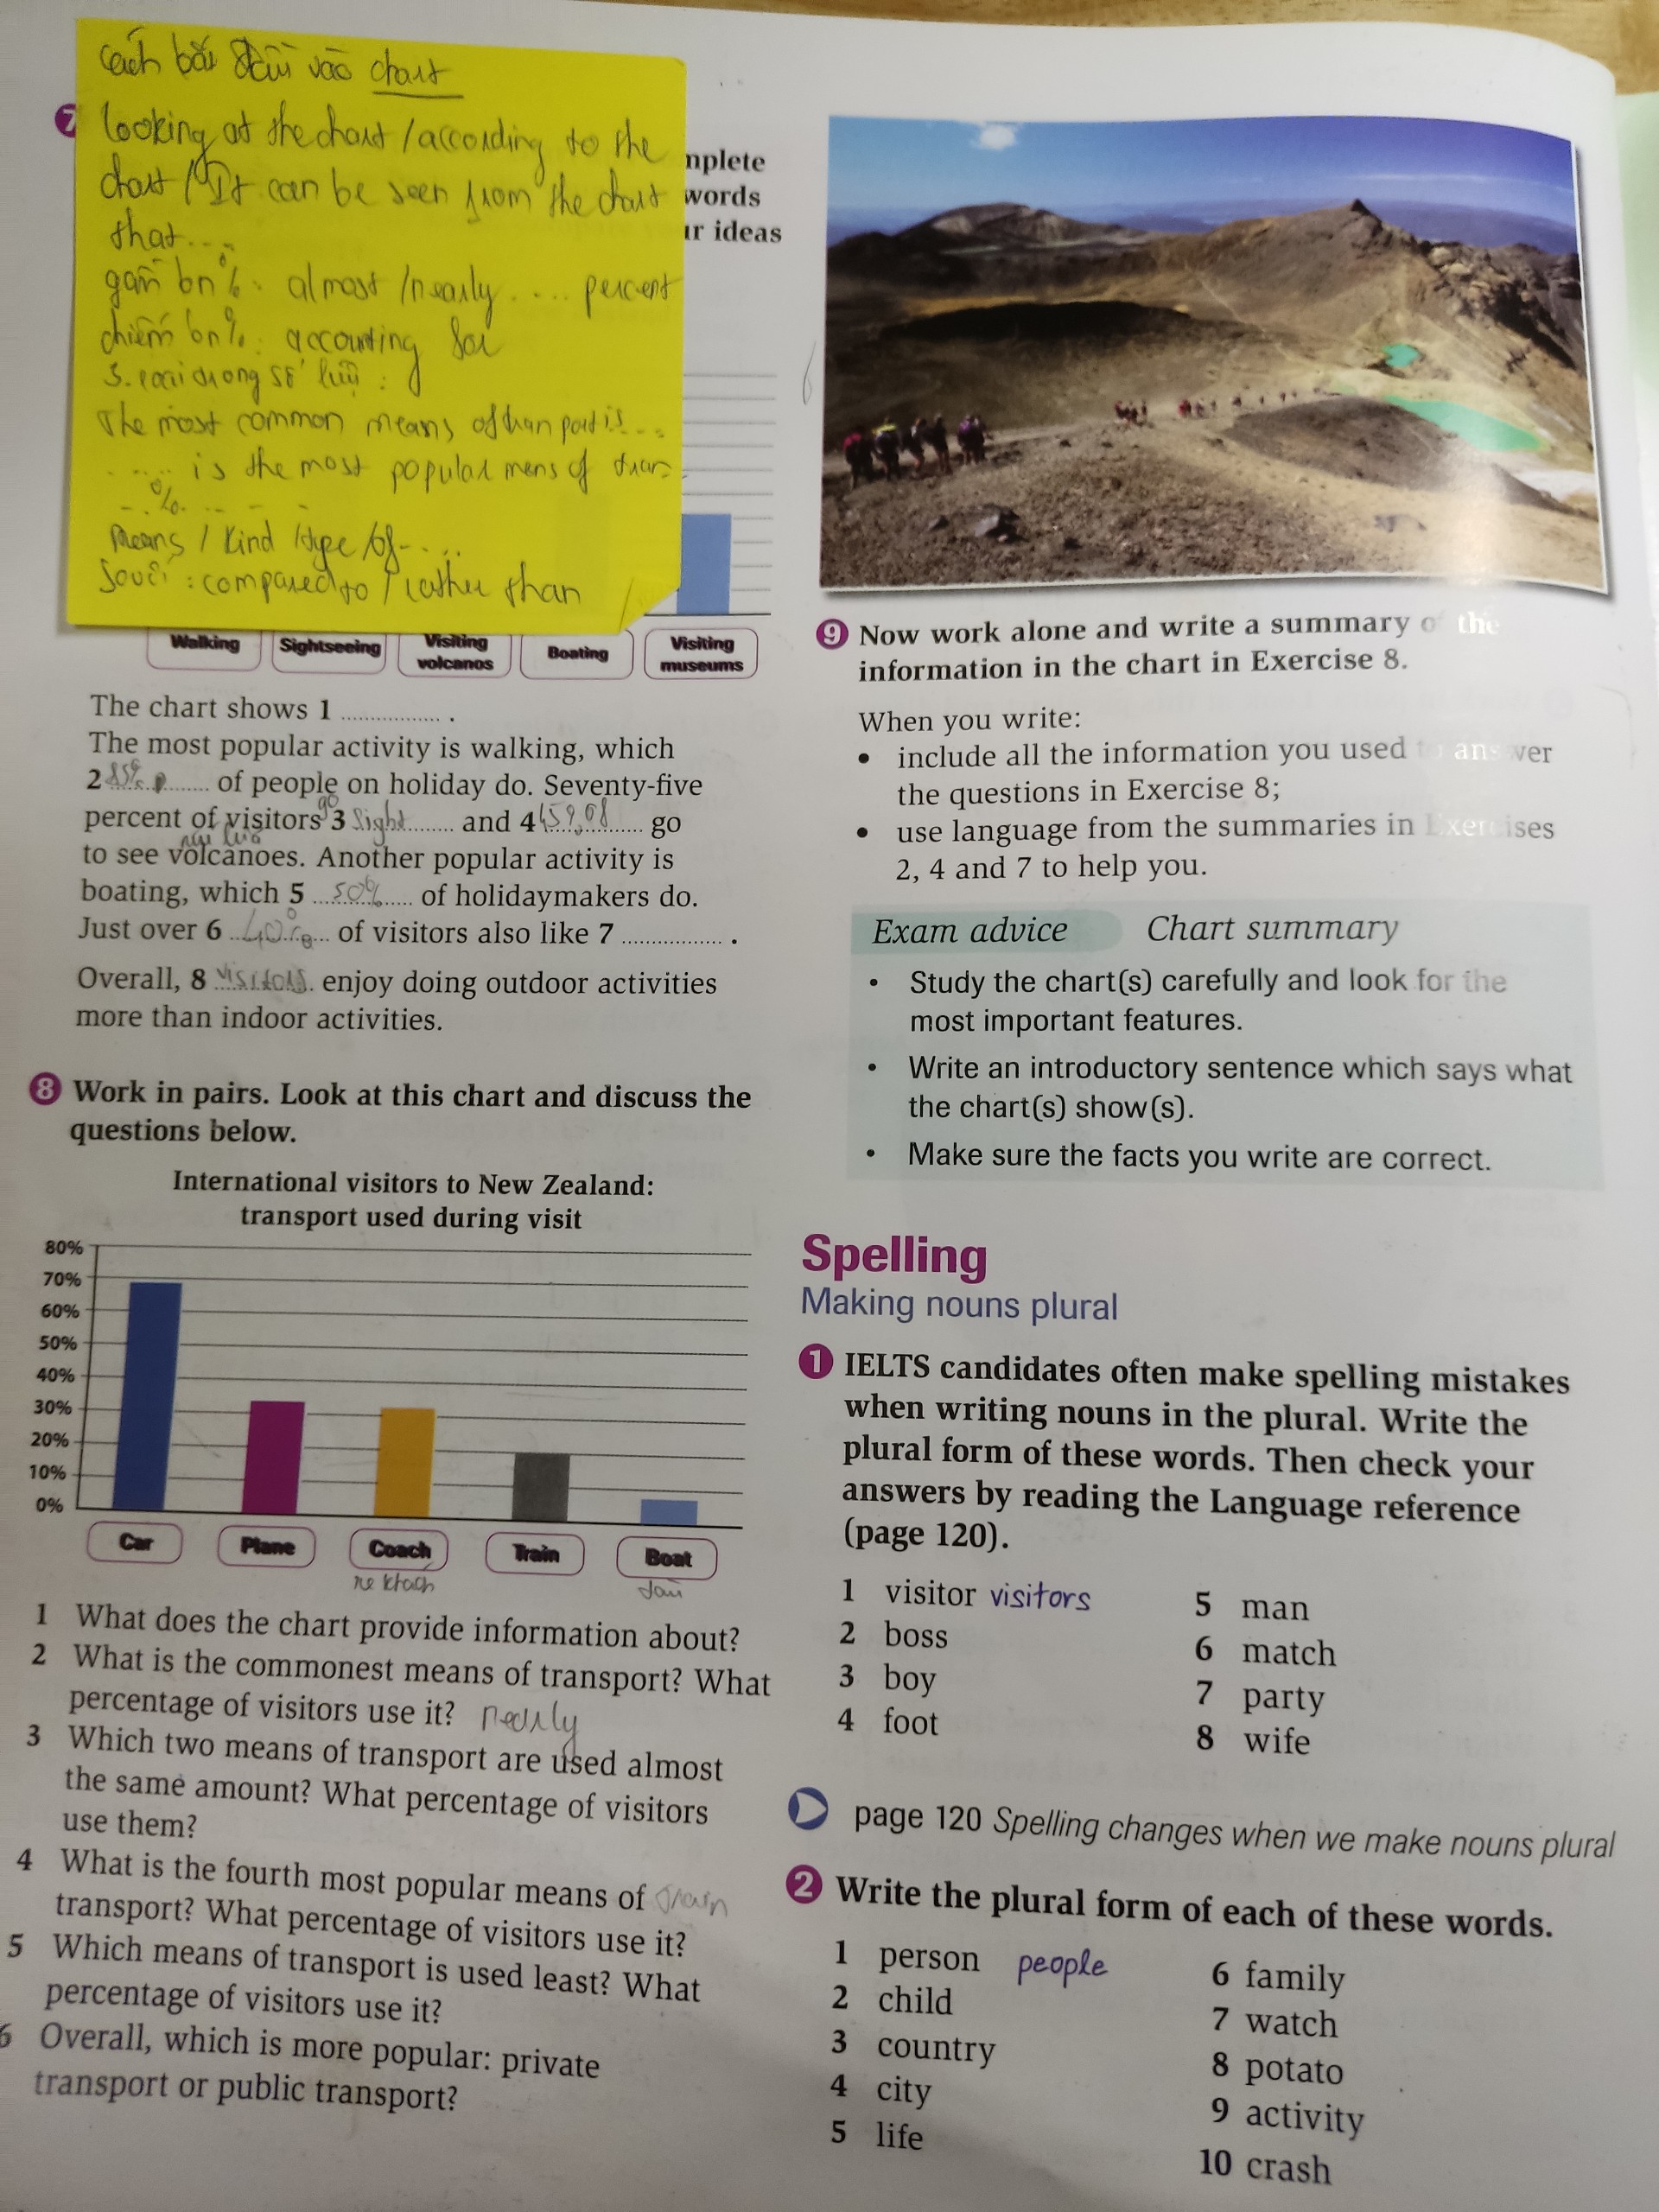 cách bắt đầu vào chart
looking at the chart / according to the
chart / It can be seen from the chart
that....
gần bn%: almost / nearly .... percent
chiếm bn%: accounting for
The most common means of tran port is...
.... is the most popular mens of tran-
...%. - - -
means / kind / type / of-....
: compared to / rather than
7
mplete
words
ur ideas
Walking
Sightseeing
Visiting
volcanos
Boating
Visiting
museums
The chart shows 1 ................ .
The most popular activity is walking, which
2 85% of people on holiday do. Seventy-five
go
percent of visitors 3 sight........ and 4 ................ go
núi lửa
to see volcanoes. Another popular activity is
boating, which 5 ...50%...... of holidaymakers do.
Just over 6 ..40%.... of visitors also like 7 ................ .
Overall, 8 visitors. enjoy doing outdoor activities
more than indoor activities.
8 Work in pairs. Look at this chart and discuss the
questions below.
International visitors to New Zealand:
transport used during visit
80%
70%
60%
50%
40%
30%
20%
10%
0%
Car
Plane
Coach
Train
Boat
xe khách
tàu
1 What does the chart provide information about?
2 What is the commonest means of transport? What
percentage of visitors use it? nearly
3 Which two means of transport are used almost
the same amount? What percentage of visitors
use them?
4 What is the fourth most popular means of train
transport? What percentage of visitors use it?
5 Which means of transport is used least? What
percentage of visitors use it?
6 Overall, which is more popular: private
transport or public transport?
9 Now work alone and write a summary of the
information in the chart in Exercise 8.
When you write:
• include all the information you used to answer
the questions in Exercise 8;
• use language from the summaries in Exercises
2, 4 and 7 to help you.
Exam advice Chart summary
• Study the chart(s) carefully and look for the
most important features.
• Write an introductory sentence which says what
the chart(s) show(s).
• Make sure the facts you write are correct.
Spelling
Making nouns plural
1 IELTS candidates often make spelling mistakes
when writing nouns in the plural. Write the
plural form of these words. Then check your
answers by reading the Language reference
(page 120).
1 visitor visitors
2 boss
3 boy
4 foot
5 man
6 match
7 party
8 wife
page 120 Spelling changes when we make nouns plural
2 Write the plural form of each of these words.
1 person people
2 child
3 country
4 city
5 life
6 family
7 watch
8 potato
9 activity
10 crash